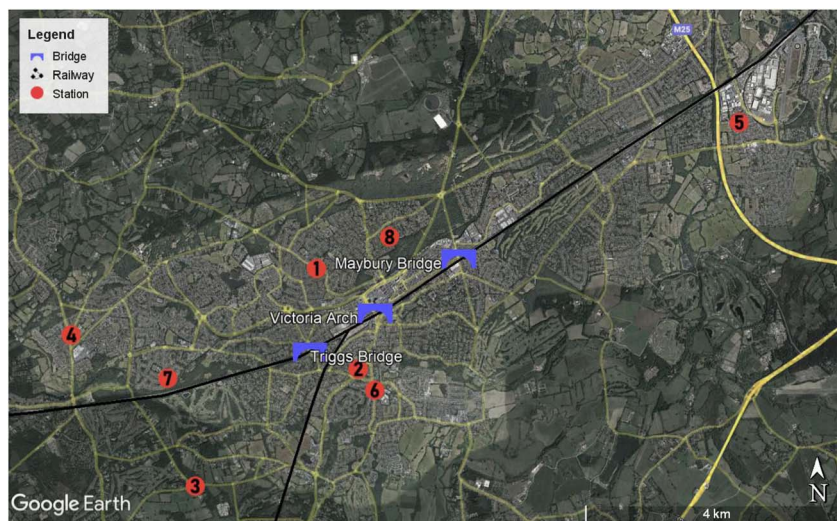 Legend
Bridge
Railway
Station
M25
5
8
1
Maybury Bridge
Victoria Arch
4
Triggs Bridge
2
7
6
3
Google Earth
4 km
N